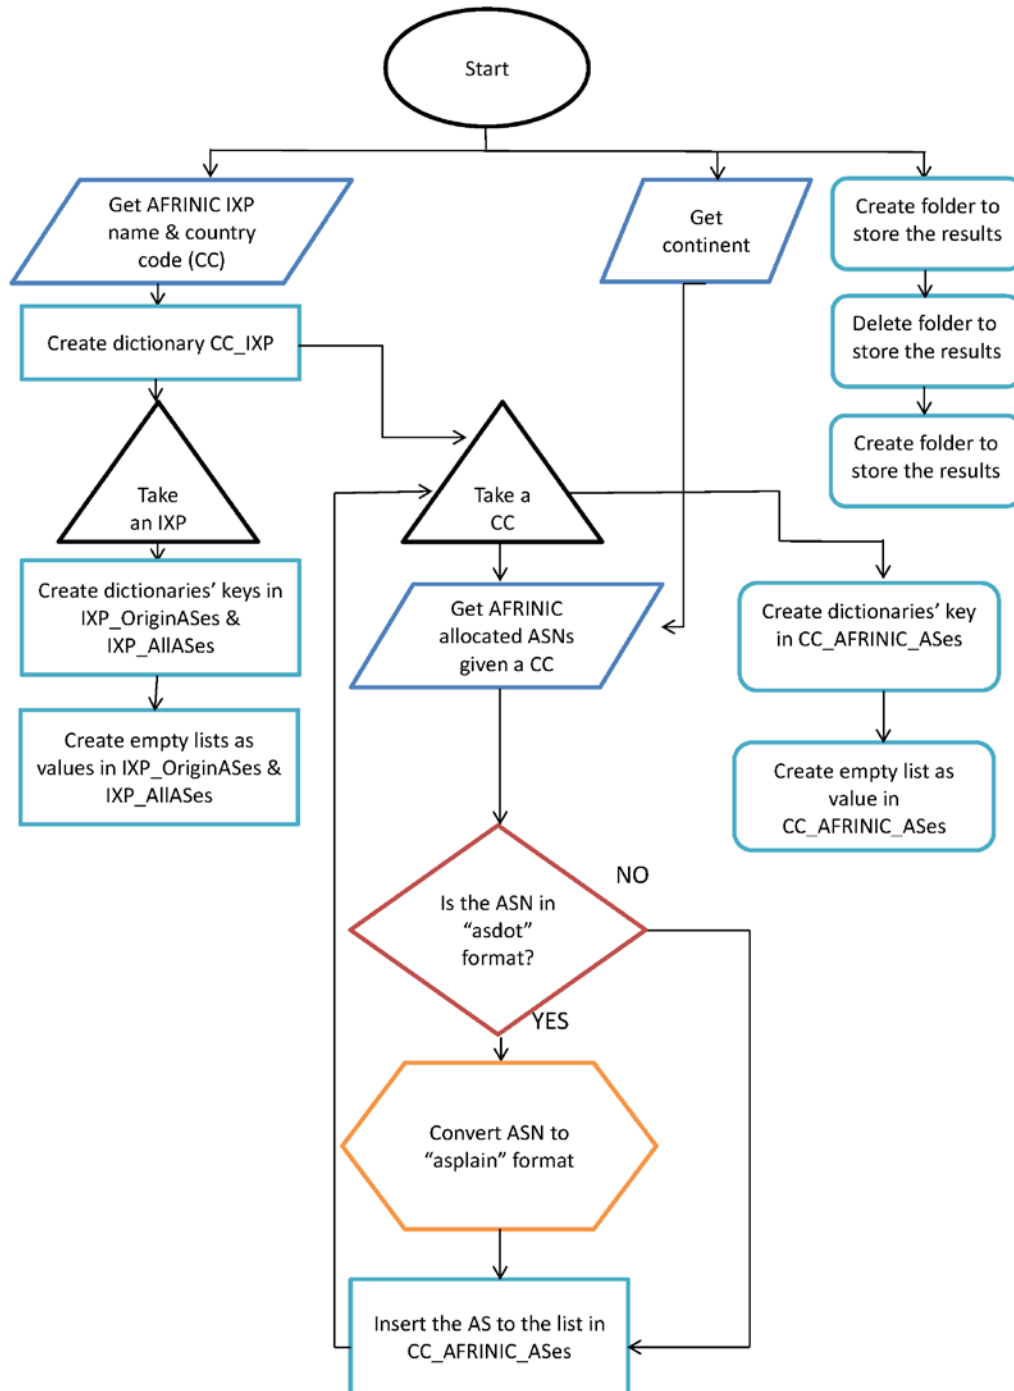 Start
Get AFRINIC IXP
name & country
code (CC)
Get
continent
Create folder to
store the results
Create dictionary CC_IXP
Delete folder to
store the results
Create folder to
store the results
Take
an IXP
Take a
CC
Create dictionaries’ keys in
IXP_OriginASes &
IXP_AllASes
Get AFRINIC
allocated ASNs
given a CC
Create dictionaries’ key
in CC_AFRINIC_ASes
Create empty lists as
values in IXP_OriginASes &
IXP_AllASes
Create empty list as
value in
CC_AFRINIC_ASes
NO
Is the ASN in
“asdot”
format?
YES
Convert ASN to
“asplain” format
Insert the AS to the list in
CC_AFRINIC_ASes